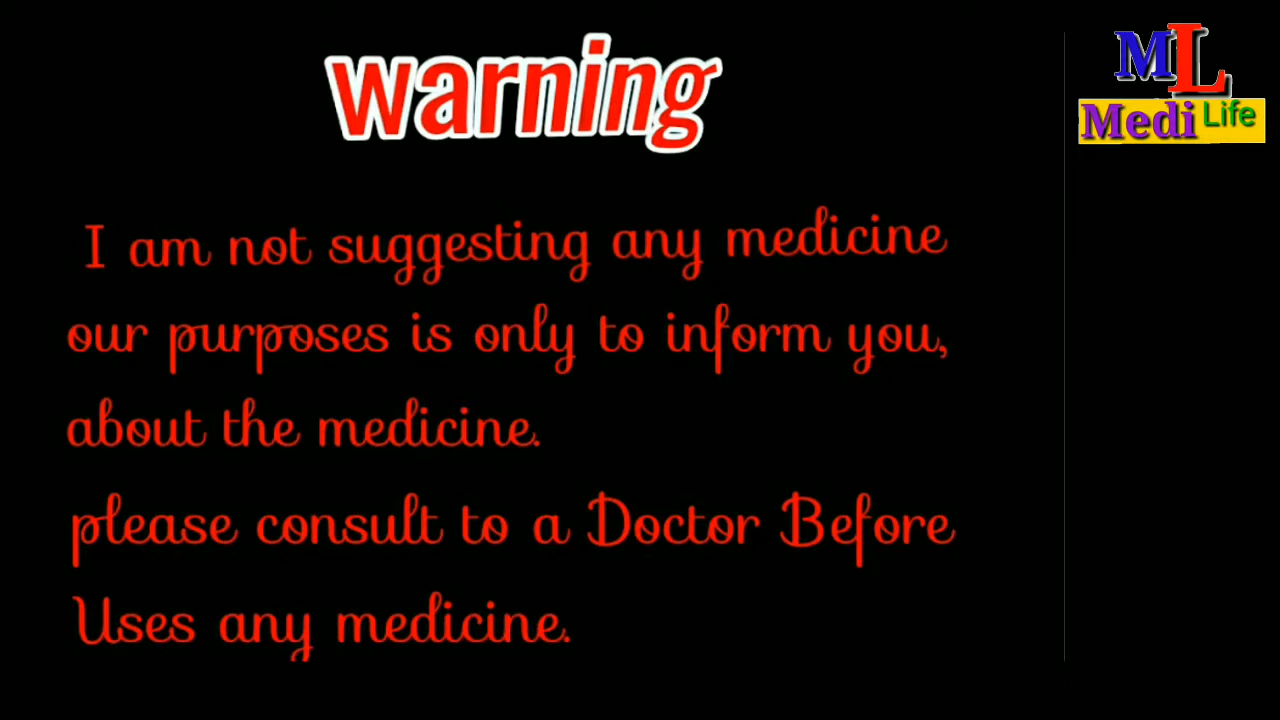 warning
ML
Medi Life
I am not suggesting any medicine
our purposes is only to inform you,
about the medicine.
please consult to a Doctor Before
Uses any medicine.